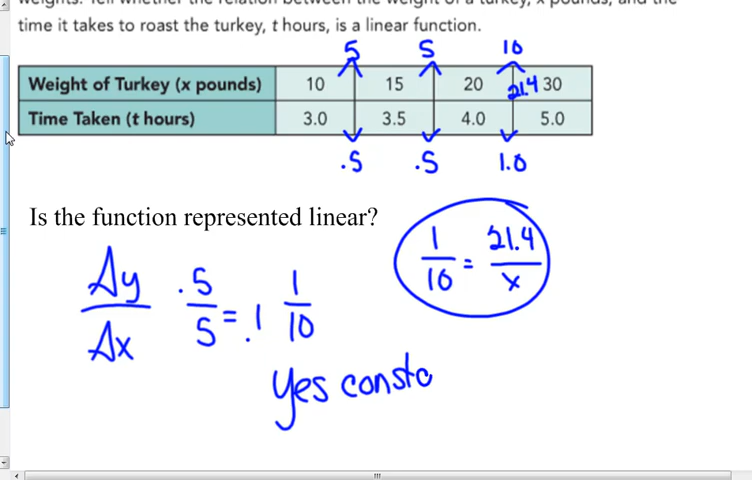 time it takes to roast the turkey, t hours, is a linear function.
5 5 10
Weight of Turkey (x pounds) 10 15 20 21.4 30
Time Taken (t hours) 3.0 3.5 4.0 5.0
.5 .5 1.0
Is the function represented linear?
1/10 = 21.4/x
Δy/Δx .5/5 = .1 1/10
Yes consta